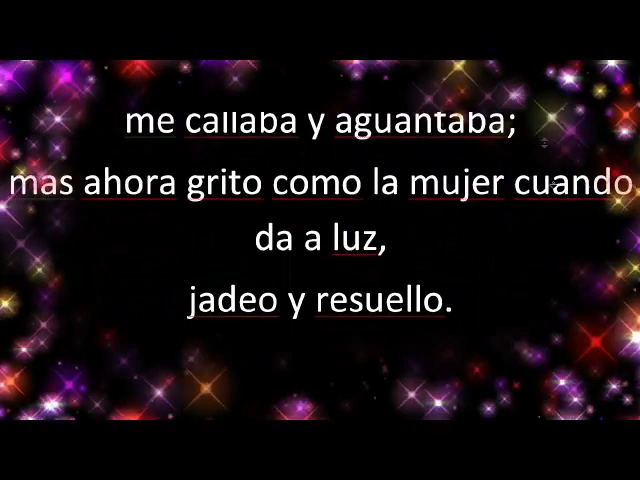 me callaba y aguantaba;
mas ahora grito como la mujer cuando
da a luz,
jadeo y resuello.